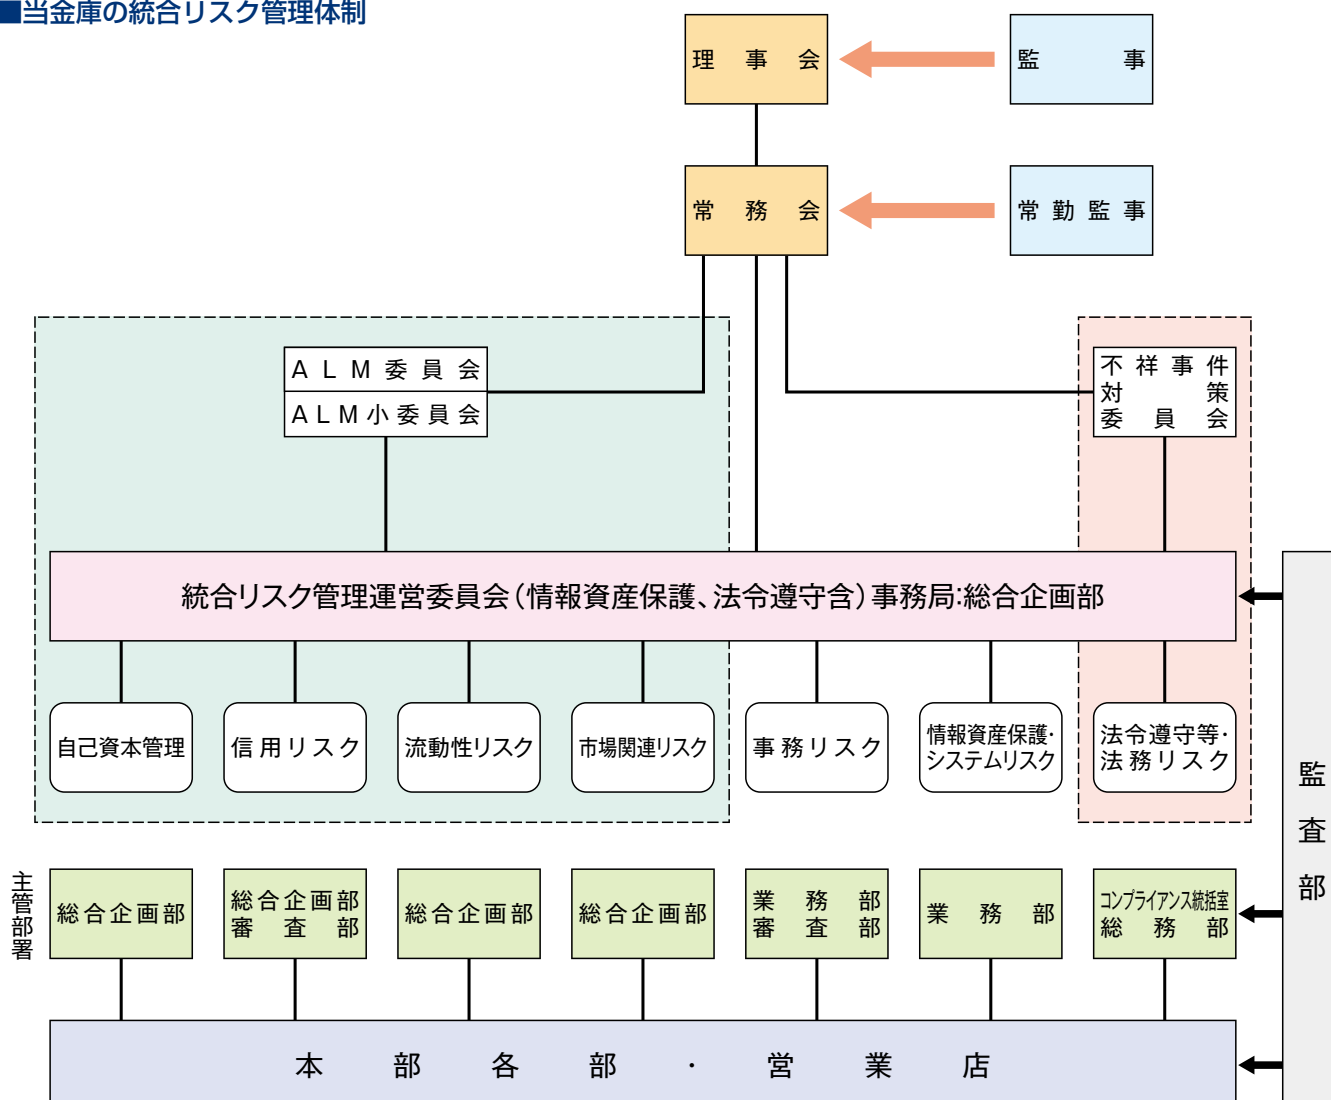 ■当金庫の統合リスク管理体制
理事会
監事
常務会
常勤監事
ALM委員会
ALM小委員会
不祥事件
対策
委員会
統合リスク管理運営委員会（情報資産保護、法令遵守含）事務局:総合企画部
自己資本管理
信用リスク
流動性リスク
市場関連リスク
事務リスク
情報資産保護・
システムリスク
法令遵守等・
法務リスク
監査部
主管部署
総合企画部
総合企画部
審査部
総合企画部
総合企画部
業務部
審査部
業務部
コンプライアンス統括室
総務部
本部各部・営業店